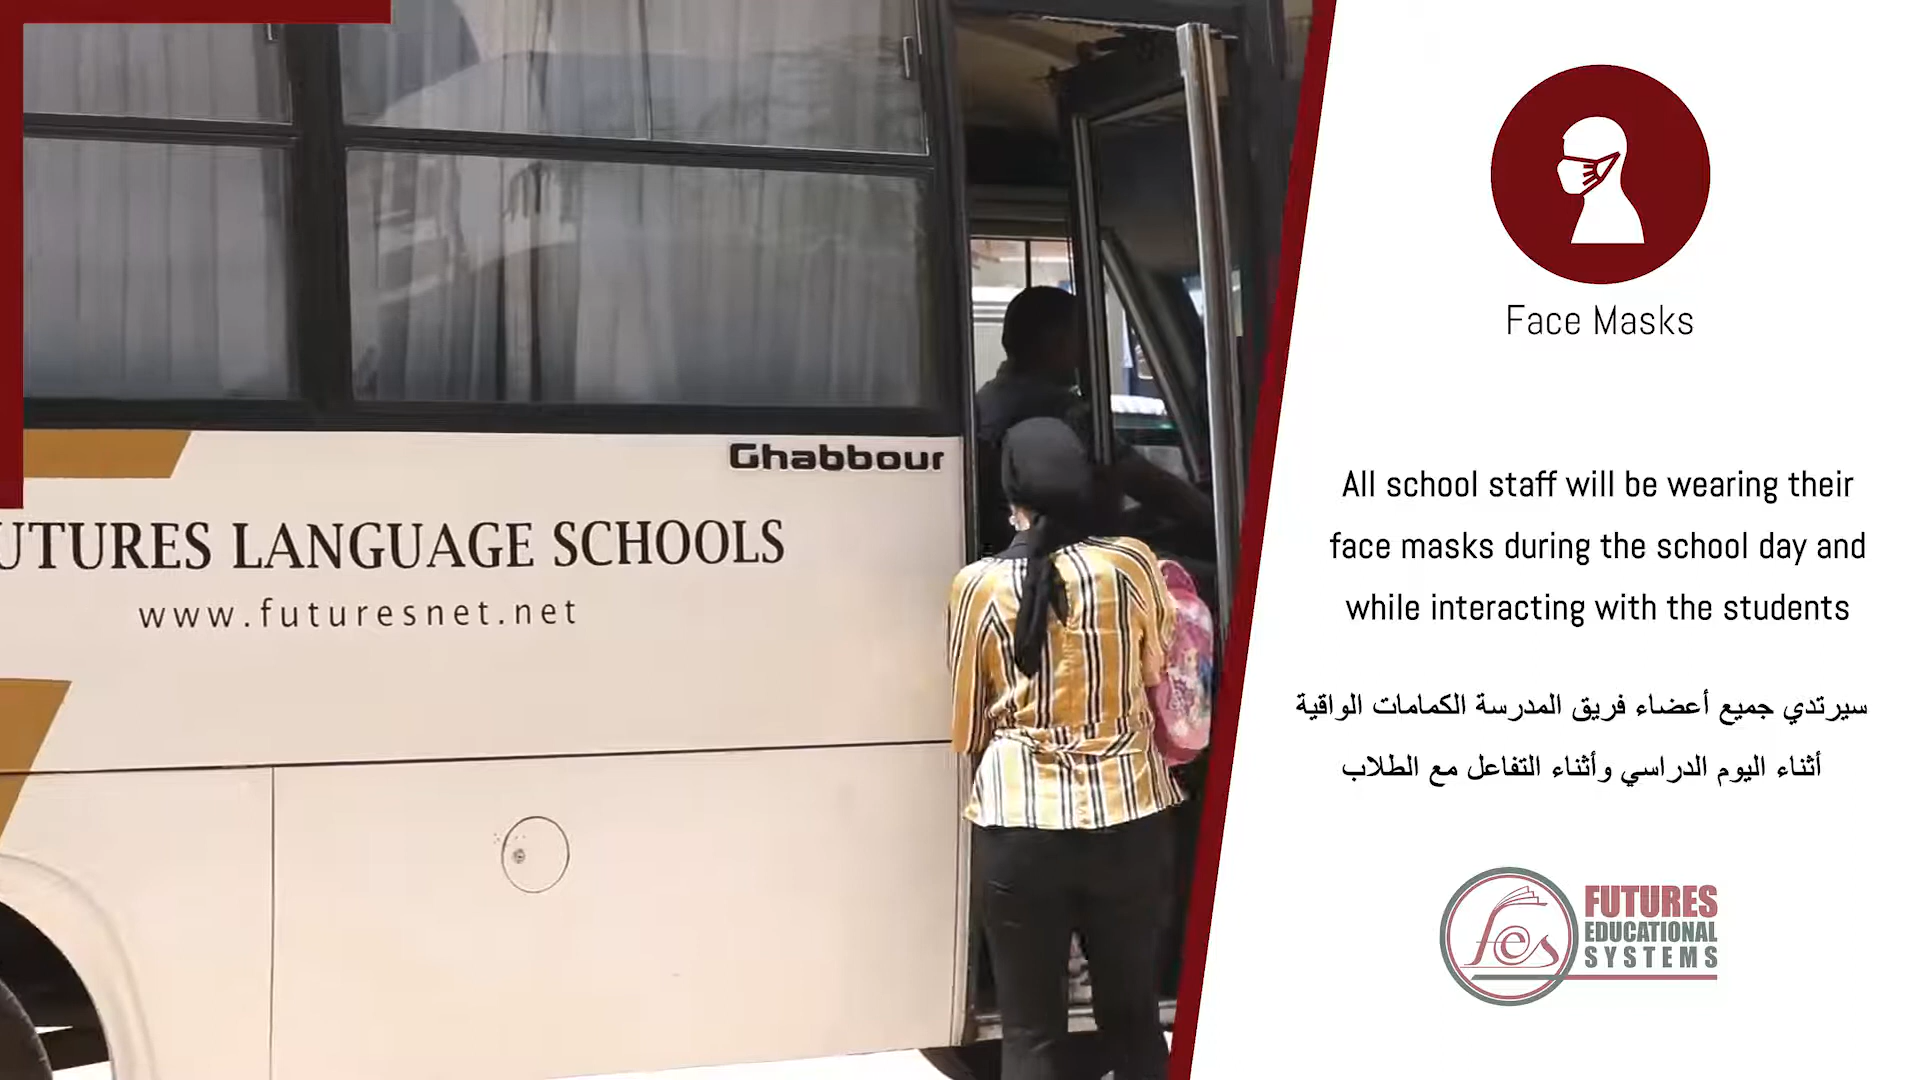 Ghabbour
UTURES LANGUAGE SCHOOLS
www.futuresnet.net
Face Masks
All school staff will be wearing their
face masks during the school day and
while interacting with the students
سيرتدي جميع أعضاء فريق المدرسة الكمامات الواقية
أثناء اليوم الدراسي وأثناء التفاعل مع الطلاب
fes
FUTURES
EDUCATIONAL
SYSTEMS